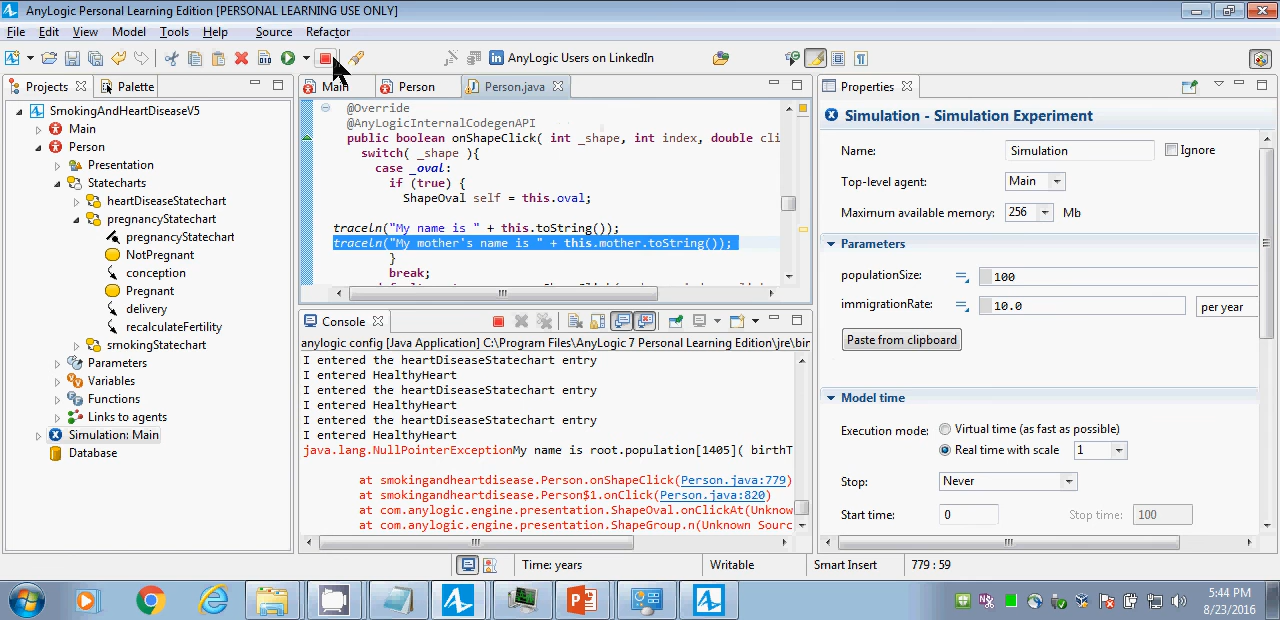 AnyLogic Personal Learning Edition [PERSONAL LEARNING USE ONLY]
File Edit View Model Tools Help Source Refactor
AnyLogic Users on LinkedIn
Projects Palette
SmokingAndHeartDiseaseV5
Main
Person
Presentation
Statecharts
heartDiseaseStatechart
pregnancyStatechart
pregnancyStatechart
NotPregnant
conception
Pregnant
delivery
recalculateFertility
smokingStatechart
Parameters
Variables
Functions
Links to agents
Simulation: Main
Database
Main Person Person.java
@Override
@AnyLogicInternalCodegenAPI
public boolean onShapeClick( int _shape, int index, double cli
switch( _shape ){
case _oval:
if (true) {
ShapeOval self = this.oval;
traceln("My name is " + this.toString());
traceln("My mother's name is " + this.mother.toString());
}
break;
Console
anylogic config [Java Application] C:\Program Files\AnyLogic 7 Personal Learning Edition\jre\bin
I entered the heartDiseaseStatechart entry
I entered HealthyHeart
I entered the heartDiseaseStatechart entry
I entered HealthyHeart
I entered the heartDiseaseStatechart entry
I entered HealthyHeart
java.lang.NullPointerExceptionMy name is root.population[1405]( birthT
at smokingandheartdisease.Person.onShapeClick(Person.java:779)
at smokingandheartdisease.Person$1.onClick(Person.java:820)
at com.anylogic.engine.presentation.ShapeOval.onClickAt(Unknow
at com.anylogic.engine.presentation.ShapeGroup.n(Unknown Sourc
Properties
Simulation - Simulation Experiment
Name: Simulation Ignore
Top-level agent: Main
Maximum available memory: 256 Mb
Parameters
populationSize: 100
immigrationRate: 10.0 per year
Paste from clipboard
Model time
Execution mode: Virtual time (as fast as possible)
Real time with scale 1
Stop: Never
Start time: 0 Stop time: 100
Time: years Writable Smart Insert 779 : 59
5:44 PM
8/23/2016